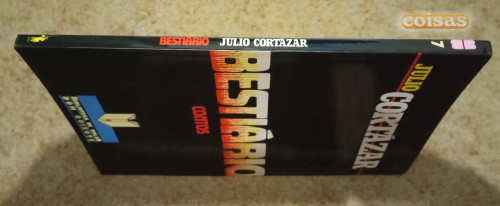 coisas
BESTIÁRIO JULIO CORTÁZAR 7
BESTIÁRIO
CONTOS
JULIO
CORTÁZAR